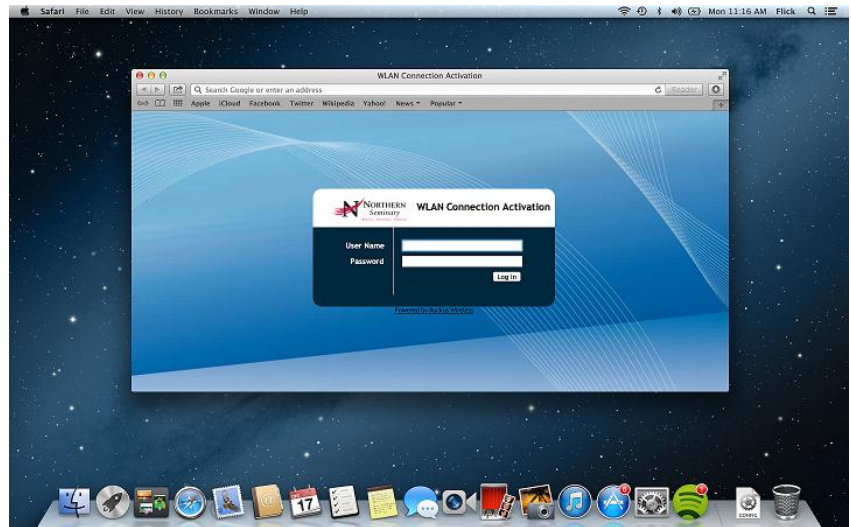 Safari File Edit View History Bookmarks Window Help Mon 11:16 AM Flick
WLAN Connection Activation
Search Google or enter an address Reader
Apple iCloud Facebook Twitter Wikipedia Yahoo! News Popular
NORTHERN
Seminary
WLAN Connection Activation
User Name
Password
Log In
Powered by Ruckus Wireless
17